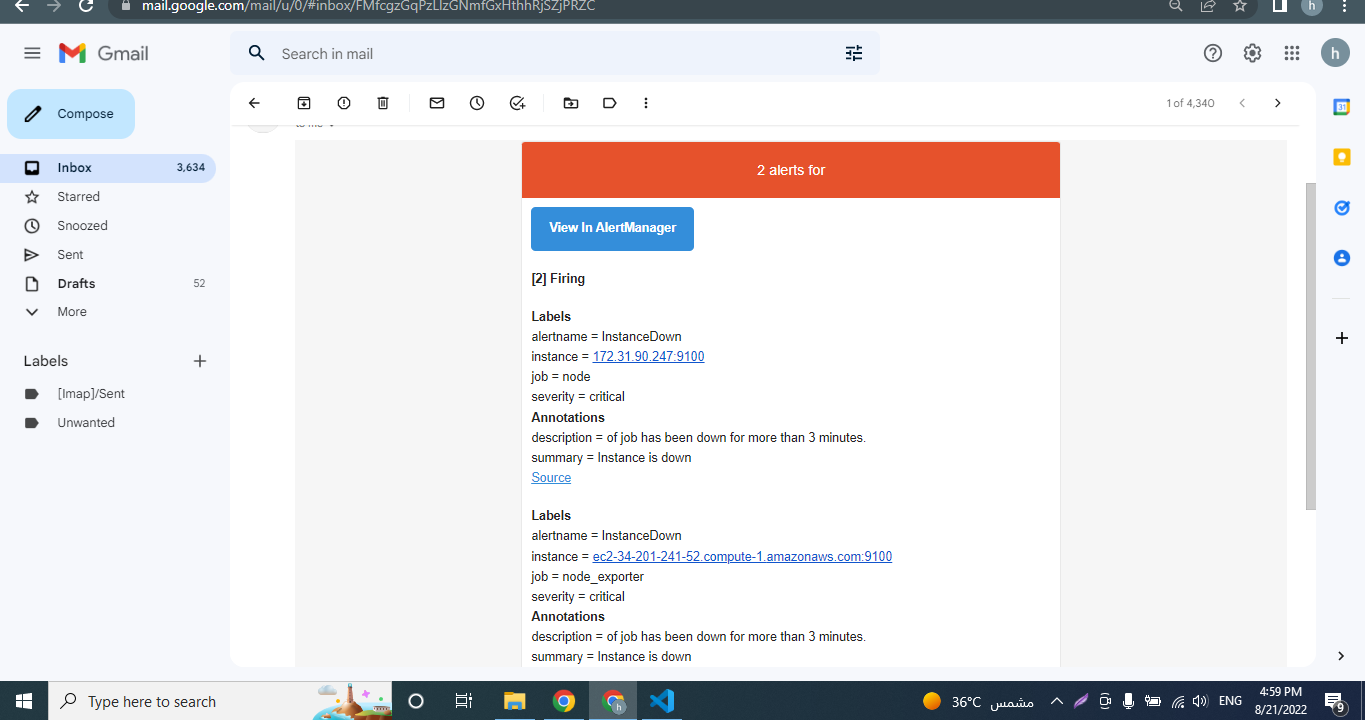 mail.google.com/mail/u/0/#inbox/FMfcgzGqPzLlzGNmfGxHthhRjSZjPRZC
h
Gmail
Search in mail
h
Compose
1 of 4,340
Inbox 3,634
Starred
Snoozed
Sent
Drafts 52
More
Labels
[Imap]/Sent
Unwanted
to me
2 alerts for
View In AlertManager
[2] Firing
Labels
alertname = InstanceDown
instance = 172.31.90.247:9100
job = node
severity = critical
Annotations
description = of job has been down for more than 3 minutes.
summary = Instance is down
Source
Labels
alertname = InstanceDown
instance = ec2-34-201-241-52.compute-1.amazonaws.com:9100
job = node_exporter
severity = critical
Annotations
description = of job has been down for more than 3 minutes.
summary = Instance is down
31
Type here to search
h
36°C مشمس
ENG
4:59 PM
8/21/2022
9